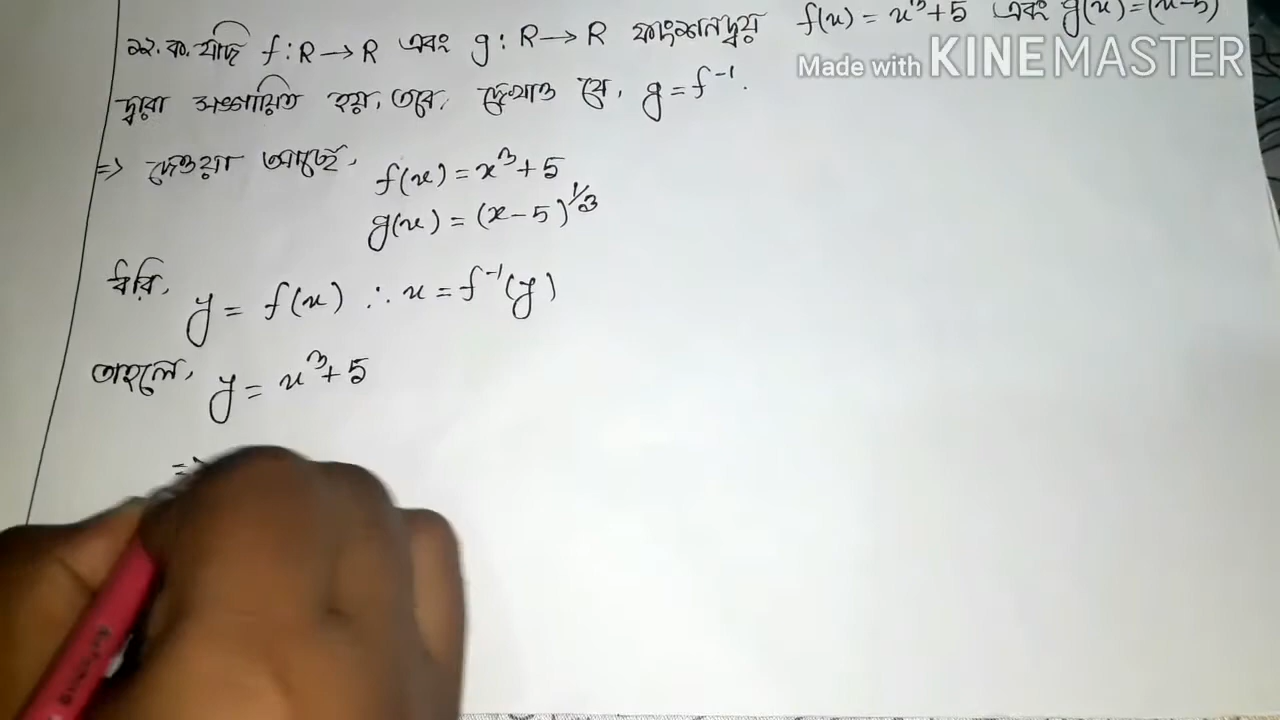 ১২. ক. যদি f : R → R এবং g : R → R ফাংশনদ্বয় f(x) = x³ + 5 এবং g(x) = (x - 5)
Made with KINEMASTER
দ্বারা সংজ্ঞায়িত হয়, তবে, দেখাও যে, g = f⁻¹.
⇒ দেওয়া আছে, f(x) = x³ + 5
g(x) = (x - 5)^1/3
ধরি, y = f(x) ∴ x = f⁻¹(y)
তাহলে, y = x³ + 5